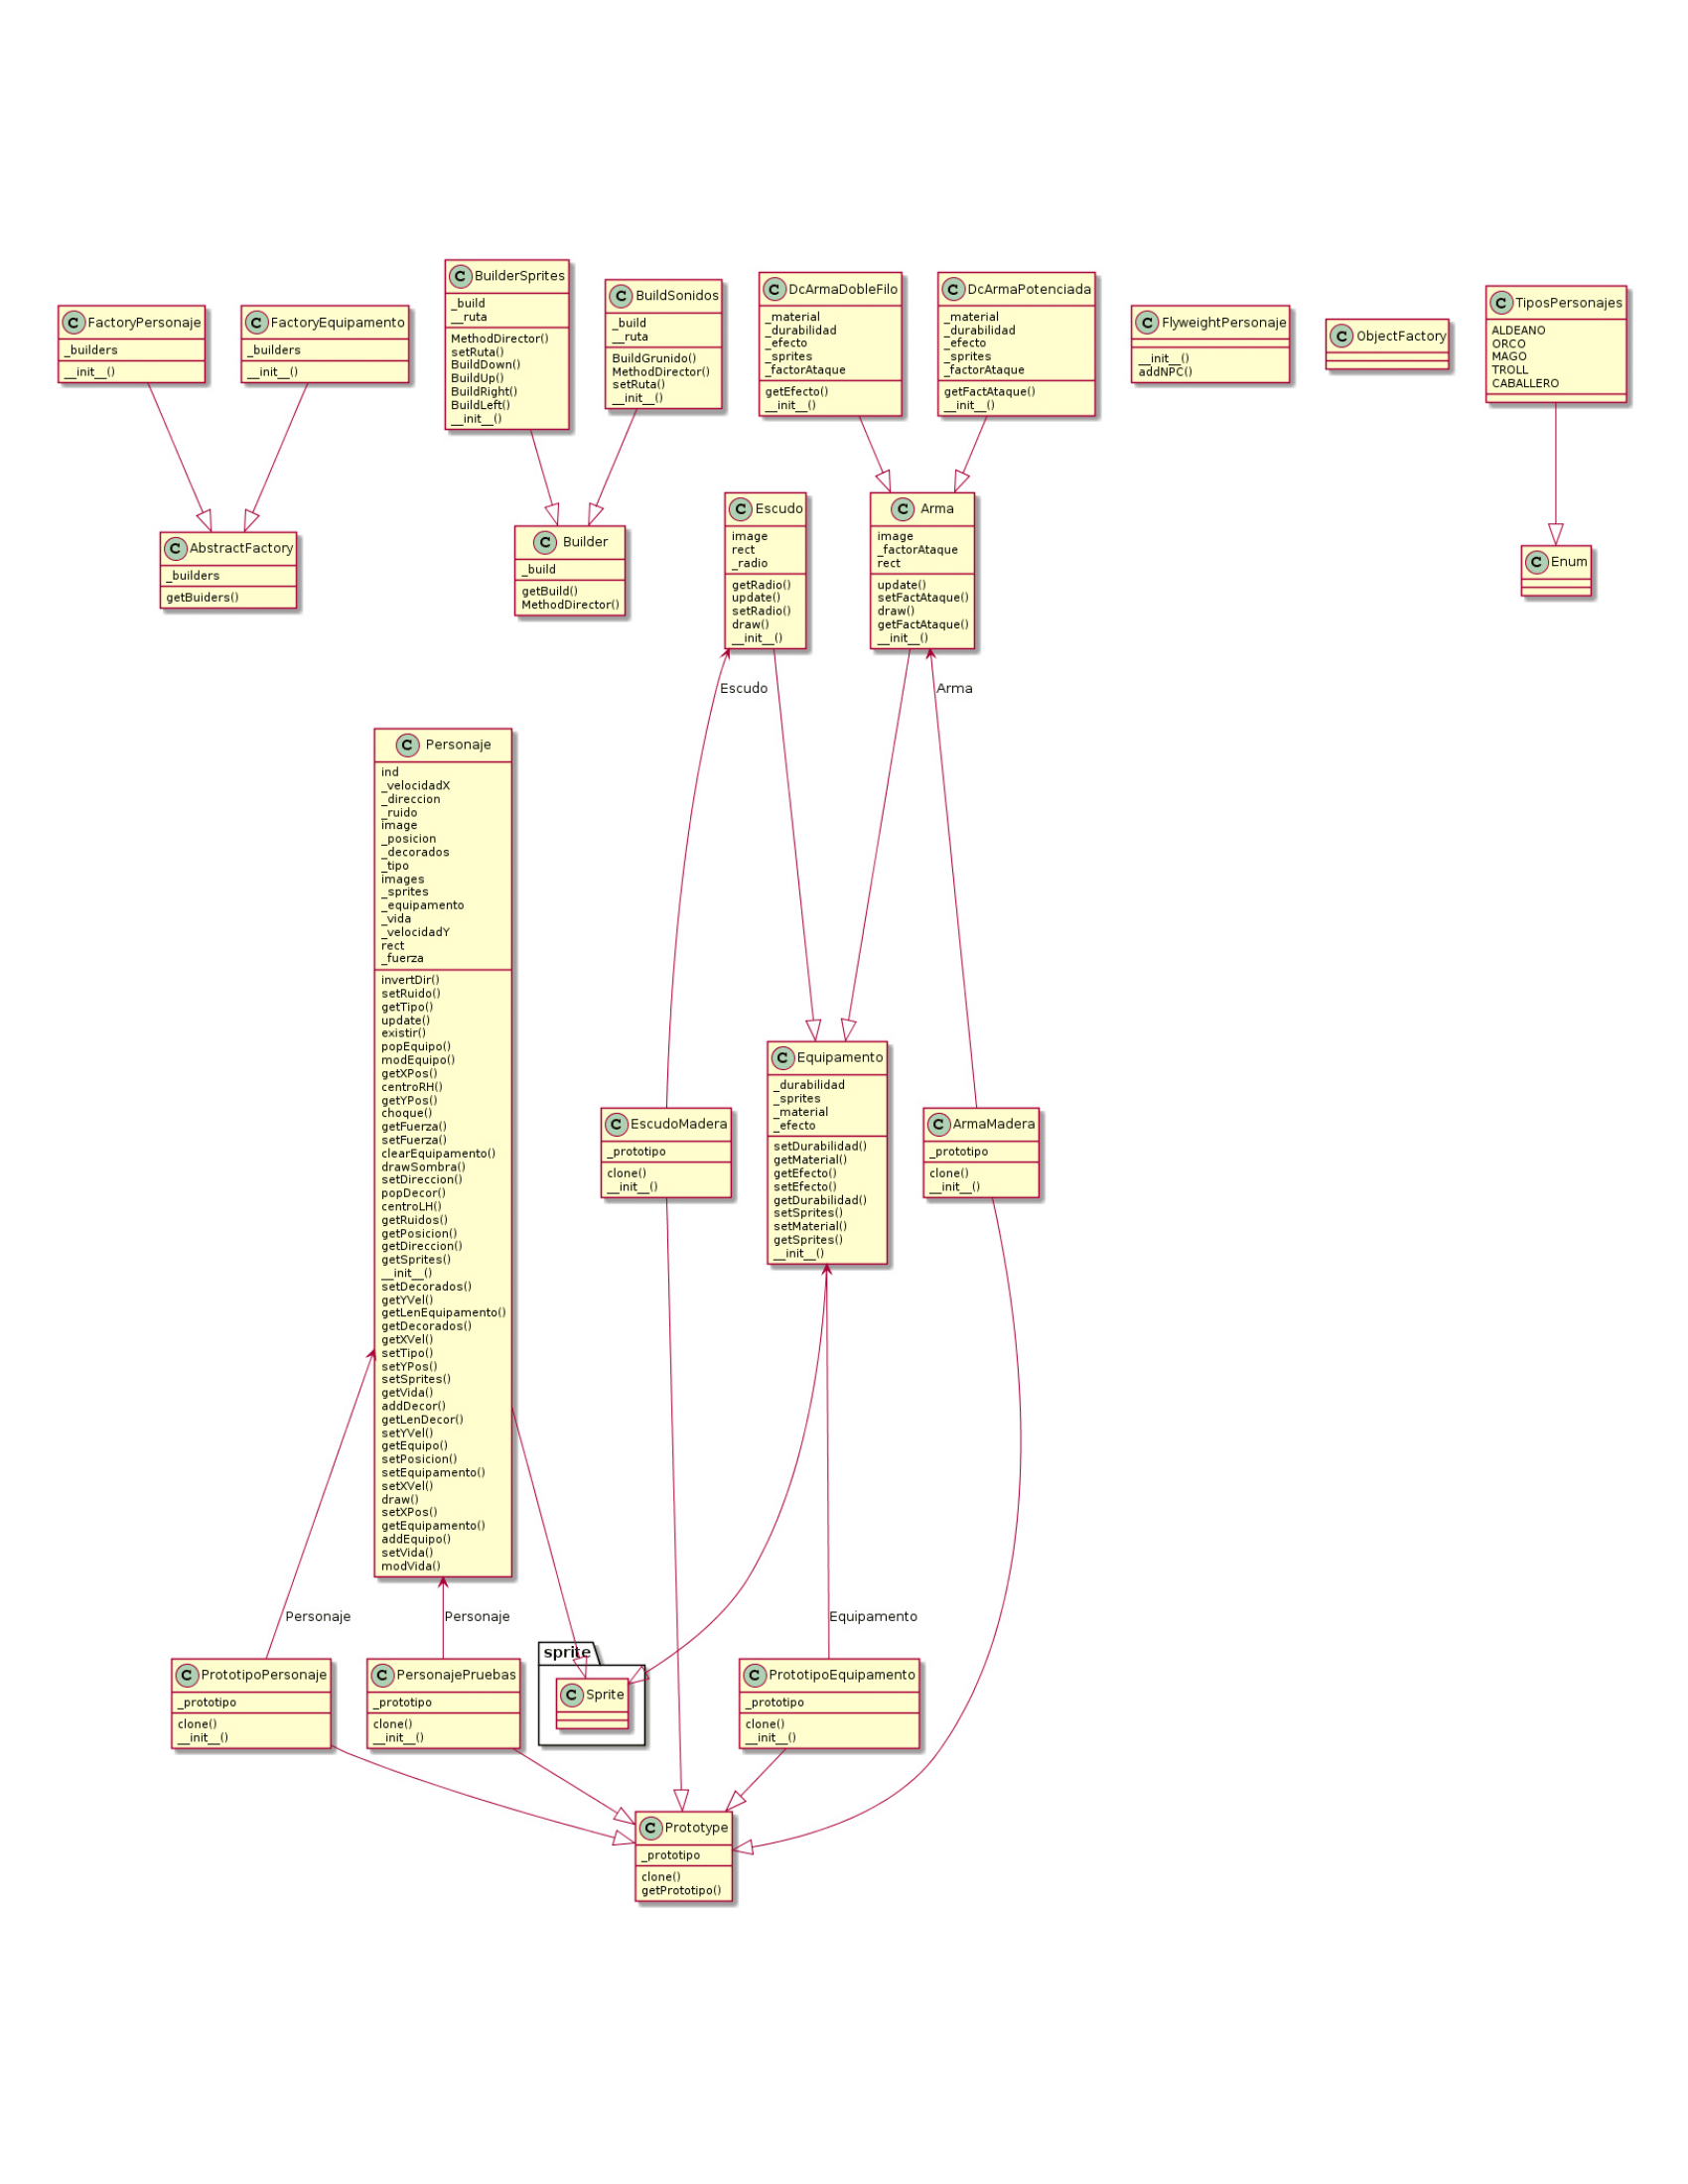 C FactoryPersonaje
_builders
__init__()
C FactoryEquipamento
_builders
__init__()
C BuilderSprites
_build
__ruta
MethodDirector()
setRuta()
BuildDown()
BuildUp()
BuildRight()
BuildLeft()
__init__()
C BuildSonidos
_build
__ruta
BuildGrunido()
MethodDirector()
setRuta()
__init__()
C DcArmaDobleFilo
_material
_durabilidad
_efecto
_sprites
_factorAtaque
getEfecto()
__init__()
C DcArmaPotenciada
_material
_durabilidad
_efecto
_sprites
_factorAtaque
getFactAtaque()
__init__()
C FlyweightPersonaje
__init__()
addNPC()
C ObjectFactory
C TiposPersonajes
ALDEANO
ORCO
MAGO
TROLL
CABALLERO
C AbstractFactory
_builders
getBuiders()
C Builder
_build
getBuild()
MethodDirector()
C Escudo
image
rect
_radio
getRadio()
update()
setRadio()
draw()
__init__()
C Arma
image
_factorAtaque
rect
update()
setFactAtaque()
draw()
getFactAtaque()
__init__()
C Enum
Escudo
Arma
C Personaje
ind
_velocidadX
_direccion
_ruido
image
_posicion
_decorados
_tipo
images
_sprites
_equipamento
_vida
_velocidadY
rect
_fuerza
invertDir()
setRuido()
getTipo()
update()
existir()
popEquipo()
modEquipo()
getXPos()
centroRH()
getYPos()
choque()
getFuerza()
setFuerza()
clearEquipamento()
drawSombra()
setDireccion()
popDecor()
centroLH()
getRuidos()
getPosicion()
getDireccion()
getSprites()
__init__()
setDecorados()
getYVel()
getLenEquipamento()
getDecorados()
getXVel()
setTipo()
setYPos()
setSprites()
getVida()
addDecor()
getLenDecor()
setYVel()
getEquipo()
setPosicion()
setEquipamento()
setXVel()
draw()
setXPos()
getEquipamento()
addEquipo()
setVida()
modVida()
C EscudoMadera
_prototipo
clone()
__init__()
C Equipamento
_durabilidad
_sprites
_material
_efecto
setDurabilidad()
getMaterial()
getEfecto()
setEfecto()
getDurabilidad()
setSprites()
setMaterial()
getSprites()
__init__()
C ArmaMadera
_prototipo
clone()
__init__()
Personaje
Personaje
Equipamento
C PrototipoPersonaje
_prototipo
clone()
__init__()
C PersonajePruebas
_prototipo
clone()
__init__()
sprite
C Sprite
C PrototipoEquipamento
_prototipo
clone()
__init__()
C Prototype
_prototipo
clone()
getPrototipo()